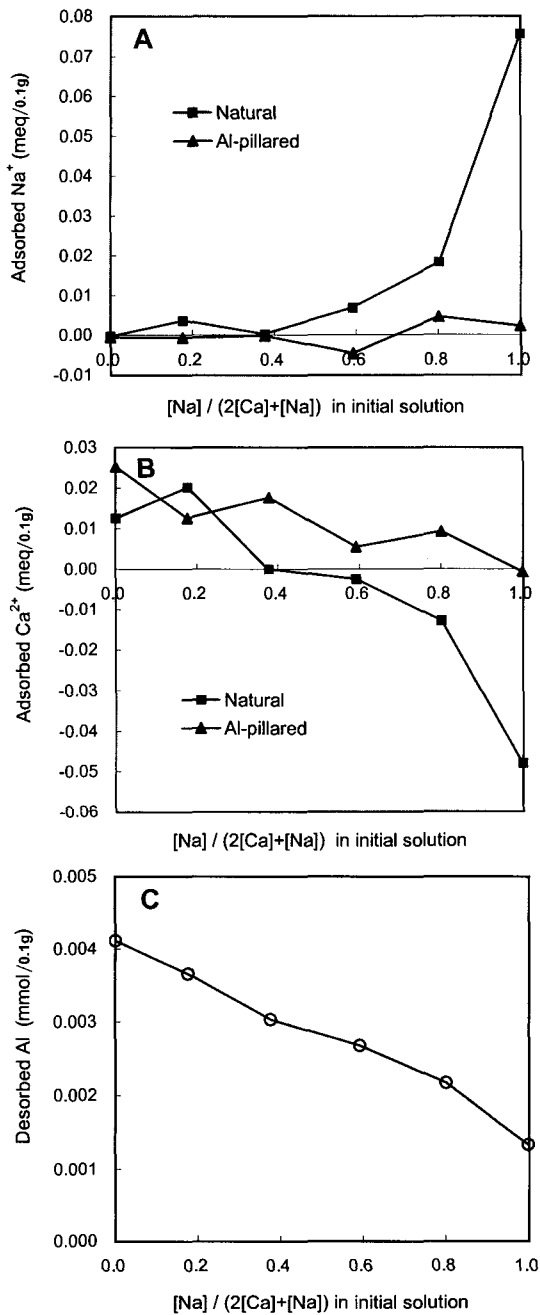 A
0.08
0.07
0.06
0.05
0.04
0.03
0.02
0.01
0.00
-0.01
Adsorbed Na+ (meq/0.1g)
Natural
Al-pillared
0.0 0.2 0.4 0.6 0.8 1.0
[Na] / (2[Ca]+[Na]) in initial solution
B
0.03
0.02
0.01
0.00
-0.01
-0.02
-0.03
-0.04
-0.05
-0.06
Adsorbed Ca2+ (meq/0.1g)
0.0 0.2 0.4 0.6 0.8 1.0
Natural
Al-pillared
[Na] / (2[Ca]+[Na]) in initial solution
C
0.005
0.004
0.003
0.002
0.001
0.000
Desorbed Al (mmol/0.1g)
0.0 0.2 0.4 0.6 0.8 1.0
[Na] / (2[Ca]+[Na]) in initial solution